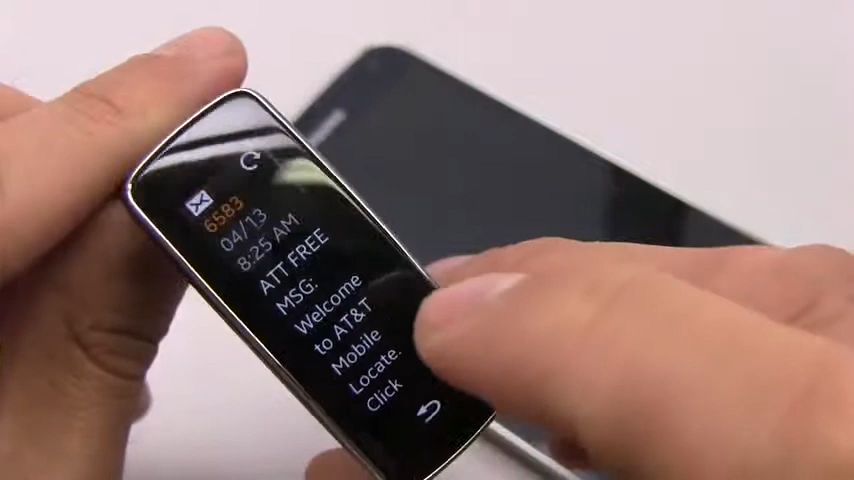 6583
04/13
8:25 AM
ATT FREE
MSG:
Welcome
to AT&T
Mobile
Locate.
Click